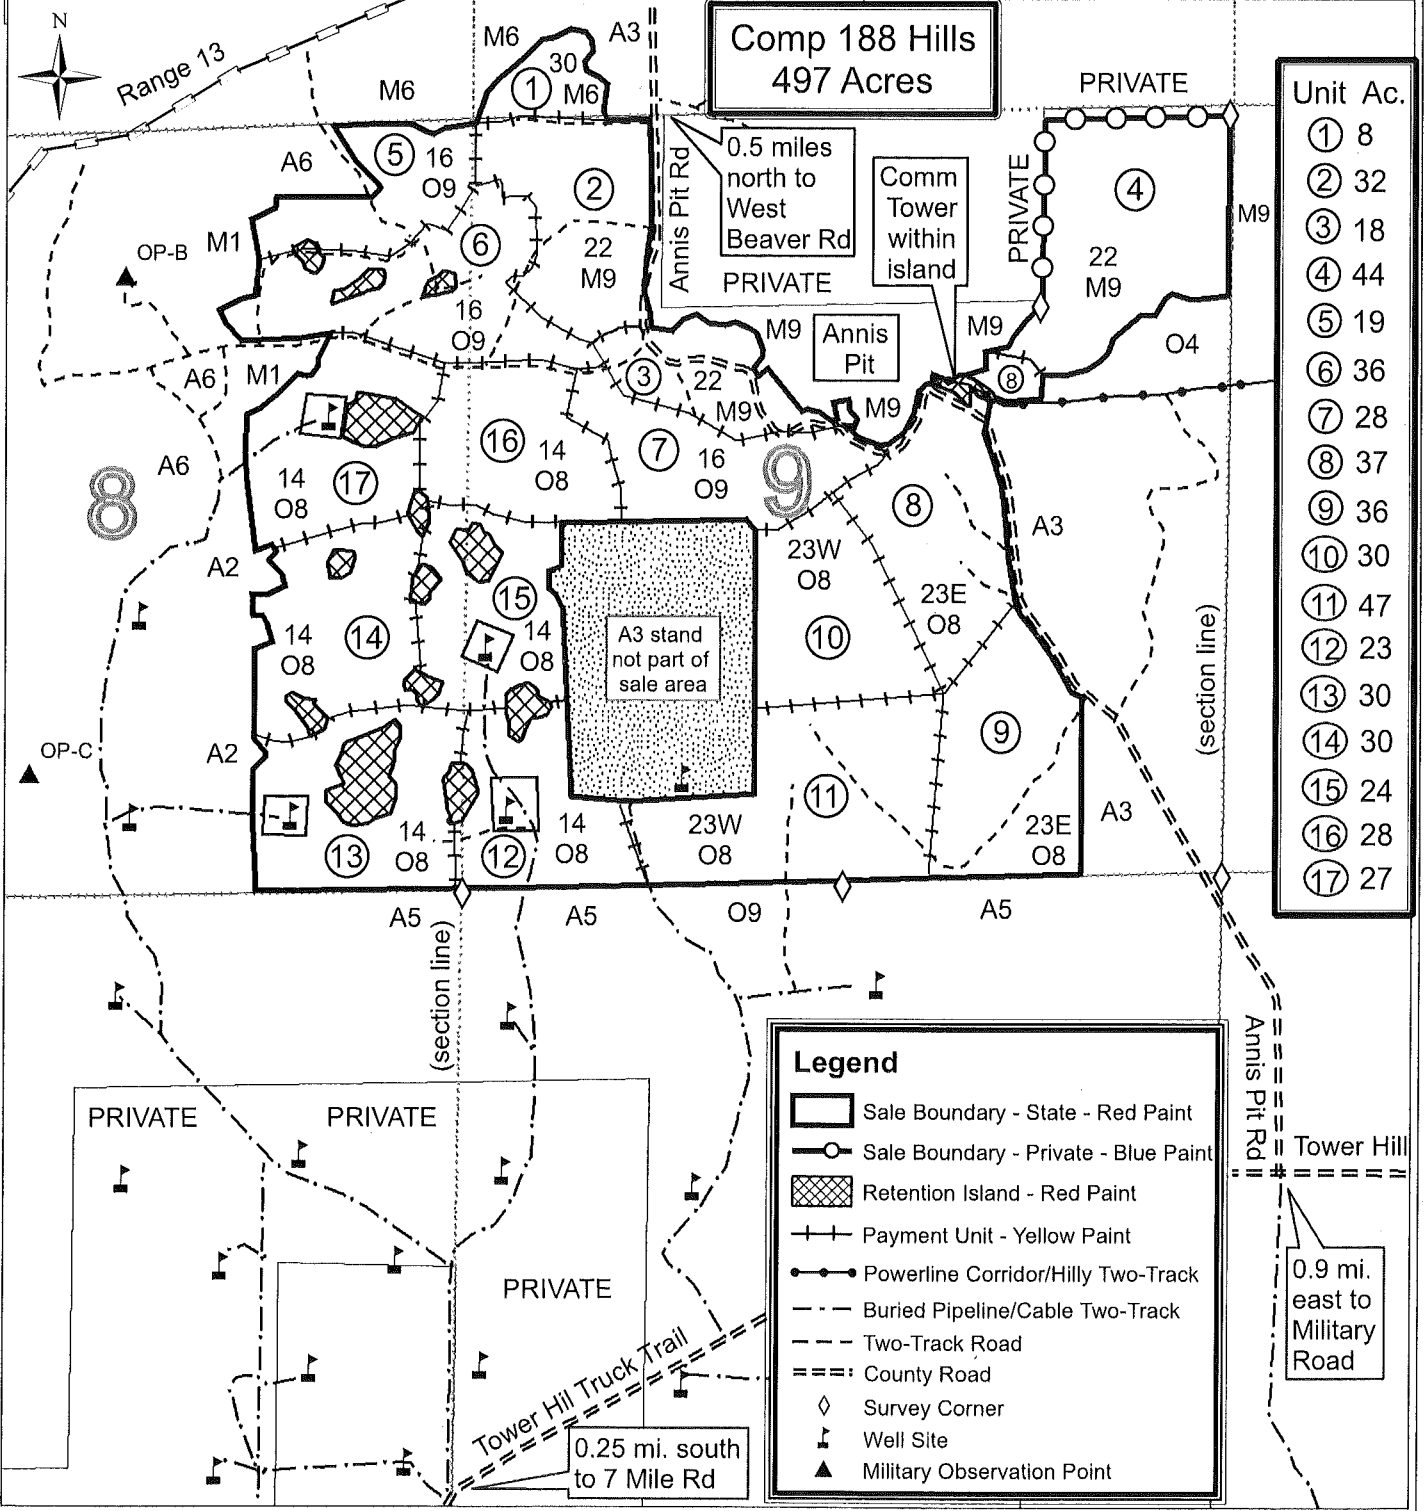 N
Range 13
M6
M6
30
M6
A3
1
Comp 188 Hills
497 Acres
PRIVATE
Unit Ac.
1 8
2 32
3 18
4 44
5 19
6 36
7 28
8 37
9 36
10 30
11 47
12 23
13 30
14 30
15 24
16 28
17 27
A6
5
16
O9
2
Annis Pit Rd
0.5 miles
north to
West
Beaver Rd
Comm
Tower
within
island
PRIVATE
4
M9
M1
OP-B
6
22
M9
PRIVATE
22
M9
16
O9
M9
Annis
Pit
M9
O4
A6
M1
3
22
M9
M9
8
A6
8
14
O8
17
16
14
O8
7
16
O9
9
8
A3
A2
23W
O8
23E
O8
15
14
O8
14
14
O8
A3 stand
not part of
sale area
10
(section line)
OP-C
A2
9
11
A3
13
14
O8
12
14
O8
23W
O8
23E
O8
A5
A5
O9
A5
(section line)
Annis Pit Rd
Tower Hill
PRIVATE
PRIVATE
PRIVATE
Legend
Sale Boundary - State - Red Paint
Sale Boundary - Private - Blue Paint
Retention Island - Red Paint
Payment Unit - Yellow Paint
Powerline Corridor/Hilly Two-Track
Buried Pipeline/Cable Two-Track
Two-Track Road
County Road
Survey Corner
Well Site
Military Observation Point
0.9 mi.
east to
Military
Road
Tower Hil Truck Trail
0.25 mi. south
to 7 Mile Rd